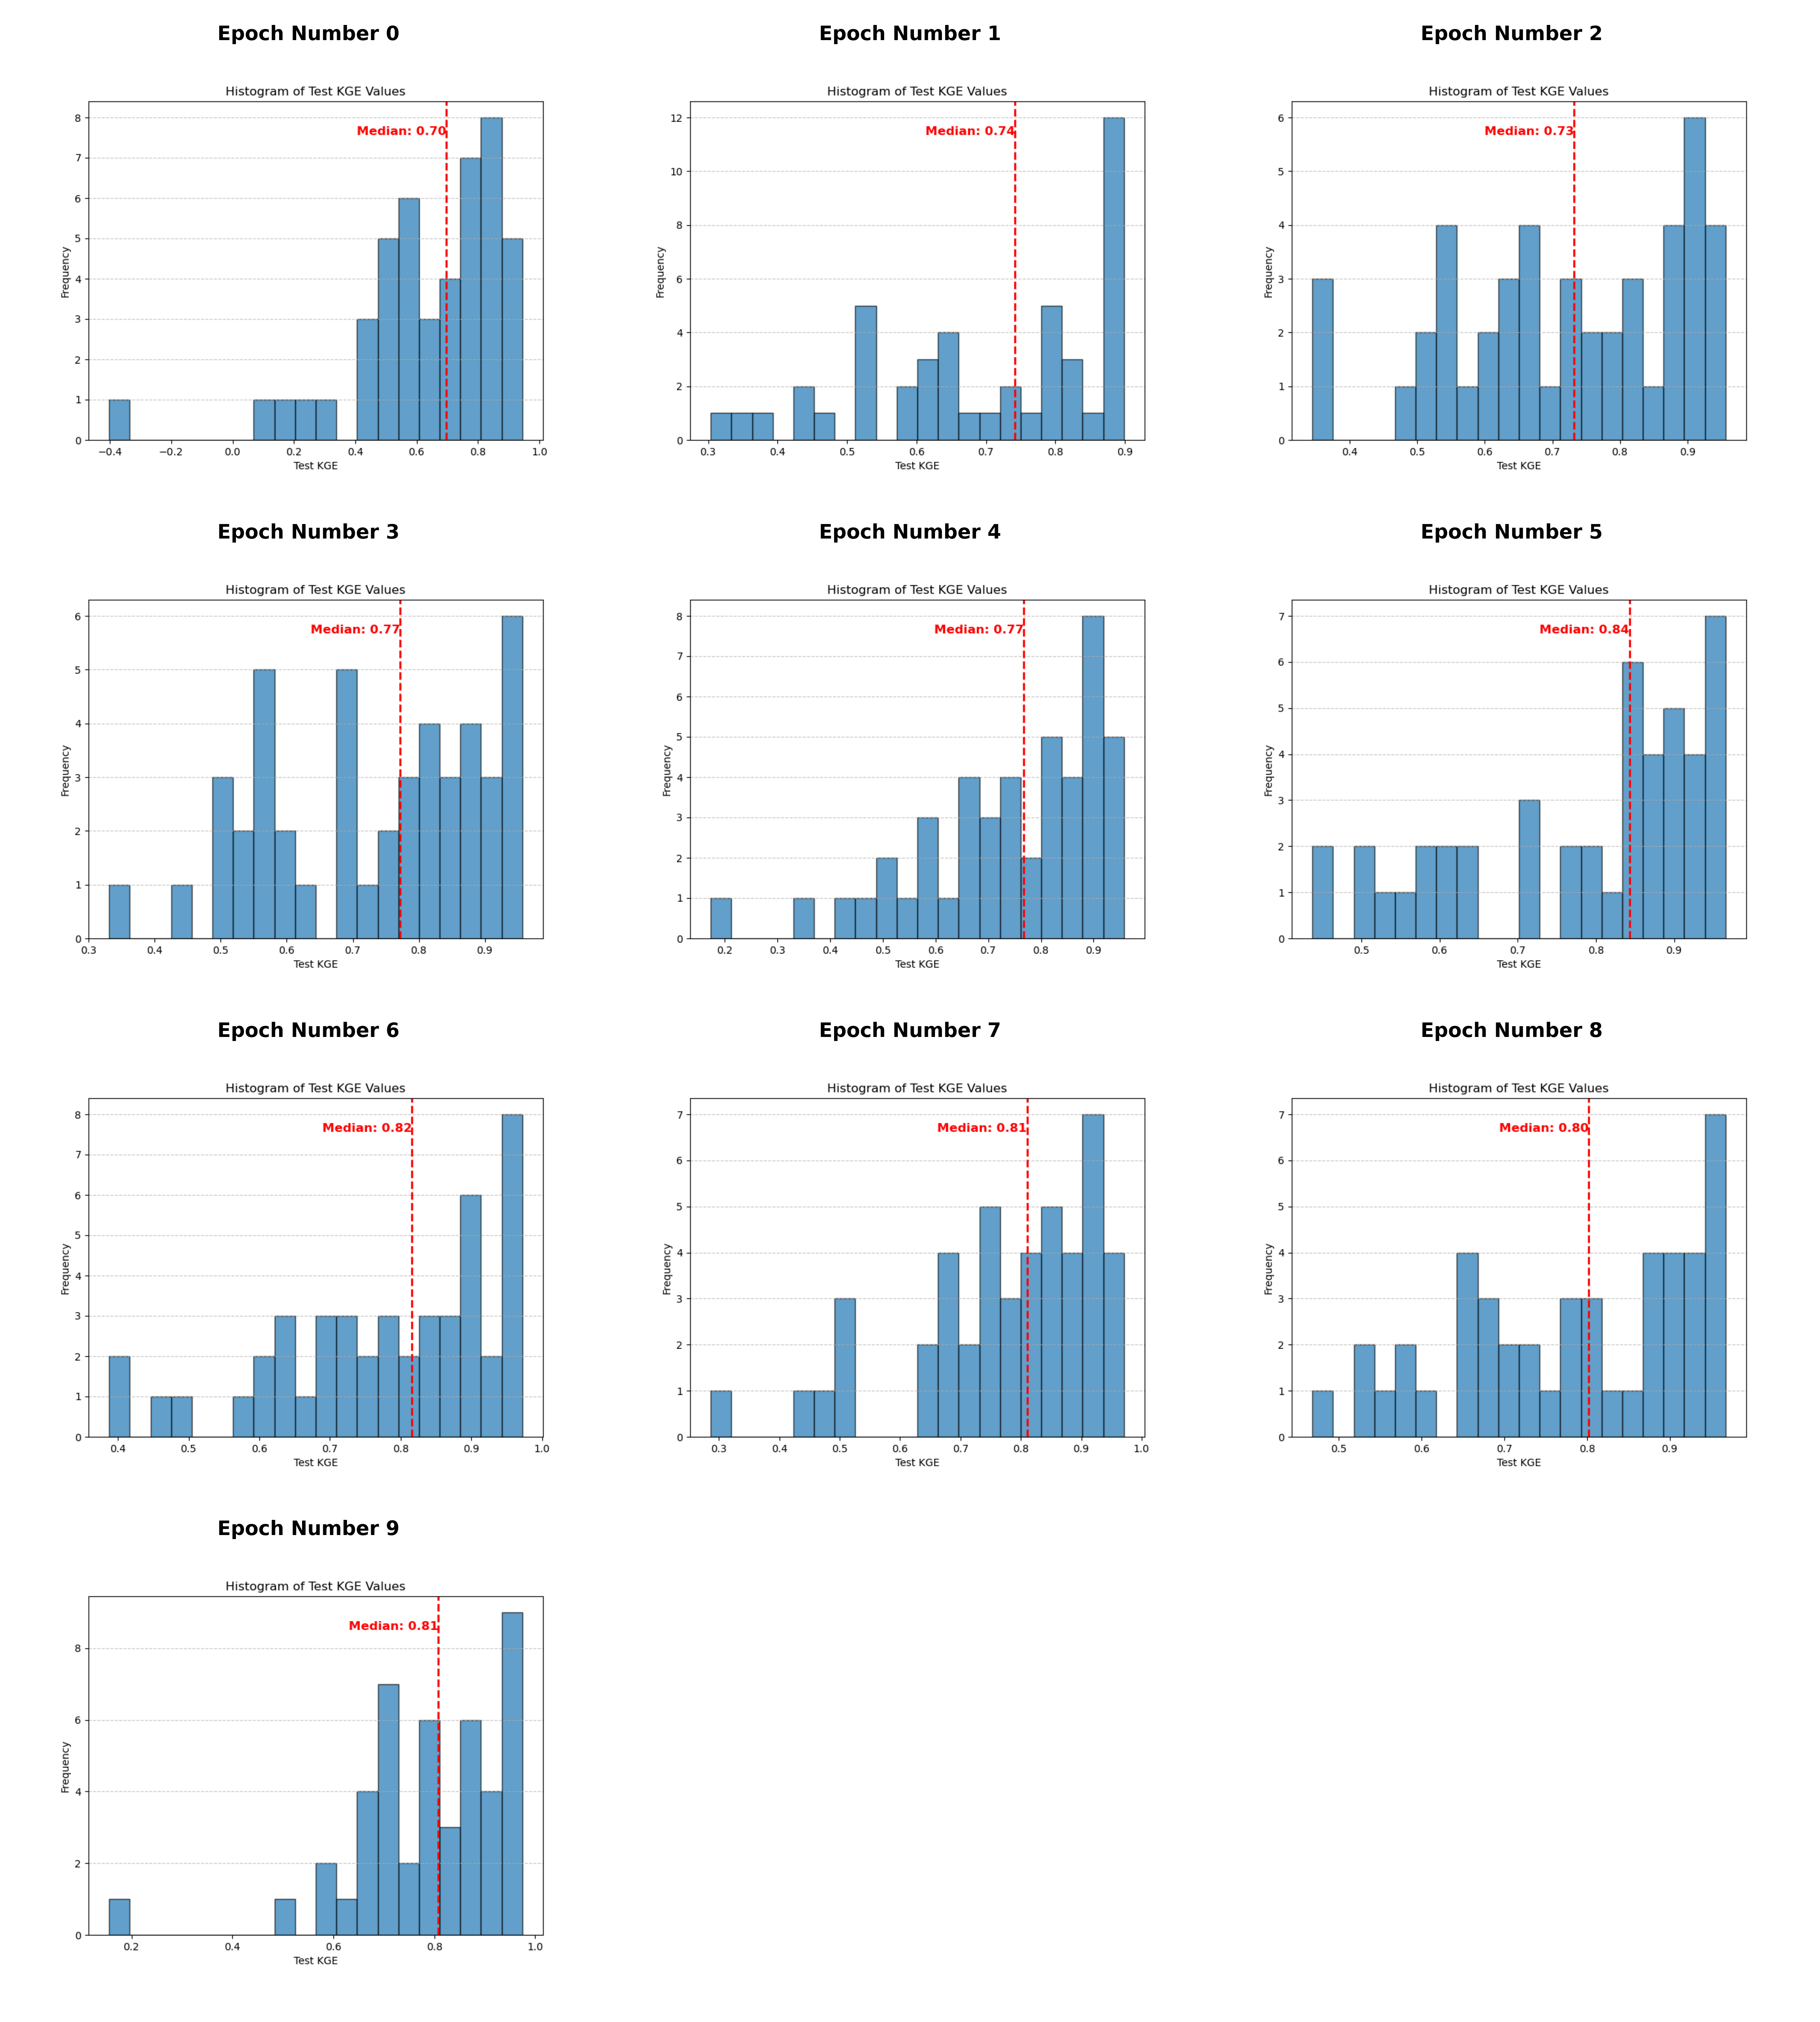 Epoch Number 0
Histogram of Test KGE Values
Median: 0.70
Frequency
8
7
6
5
4
3
2
1
0
−0.4 −0.2 0.0 0.2 0.4 0.6 0.8 1.0
Test KGE
Epoch Number 1
Histogram of Test KGE Values
Median: 0.74
Frequency
12
10
8
6
4
2
0
0.3 0.4 0.5 0.6 0.7 0.8 0.9
Test KGE
Epoch Number 2
Histogram of Test KGE Values
Median: 0.73
Frequency
6
5
4
3
2
1
0
0.4 0.5 0.6 0.7 0.8 0.9
Test KGE
Epoch Number 3
Histogram of Test KGE Values
Median: 0.77
Frequency
6
5
4
3
2
1
0
0.3 0.4 0.5 0.6 0.7 0.8 0.9
Test KGE
Epoch Number 4
Histogram of Test KGE Values
Median: 0.77
Frequency
8
7
6
5
4
3
2
1
0
0.2 0.3 0.4 0.5 0.6 0.7 0.8 0.9
Test KGE
Epoch Number 5
Histogram of Test KGE Values
Median: 0.84
Frequency
7
6
5
4
3
2
1
0
0.5 0.6 0.7 0.8 0.9
Test KGE
Epoch Number 6
Histogram of Test KGE Values
Median: 0.82
Frequency
8
7
6
5
4
3
2
1
0
0.4 0.5 0.6 0.7 0.8 0.9 1.0
Test KGE
Epoch Number 7
Histogram of Test KGE Values
Median: 0.81
Frequency
7
6
5
4
3
2
1
0
0.3 0.4 0.5 0.6 0.7 0.8 0.9 1.0
Test KGE
Epoch Number 8
Histogram of Test KGE Values
Median: 0.80
Frequency
7
6
5
4
3
2
1
0
0.5 0.6 0.7 0.8 0.9
Test KGE
Epoch Number 9
Histogram of Test KGE Values
Median: 0.81
Frequency
8
6
4
2
0
0.2 0.4 0.6 0.8 1.0
Test KGE